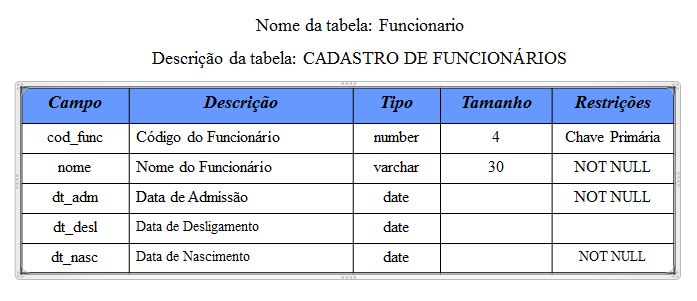 Nome da tabela: Funcionario
Descrição da tabela: CADASTRO DE FUNCIONÁRIOS
Campo Descrição Tipo Tamanho Restrições
cod_func Código do Funcionário number 4 Chave Primária
nome Nome do Funcionário varchar 30 NOT NULL
dt_adm Data de Admissão date NOT NULL
dt_desl Data de Desligamento date
dt_nasc Data de Nascimento date NOT NULL